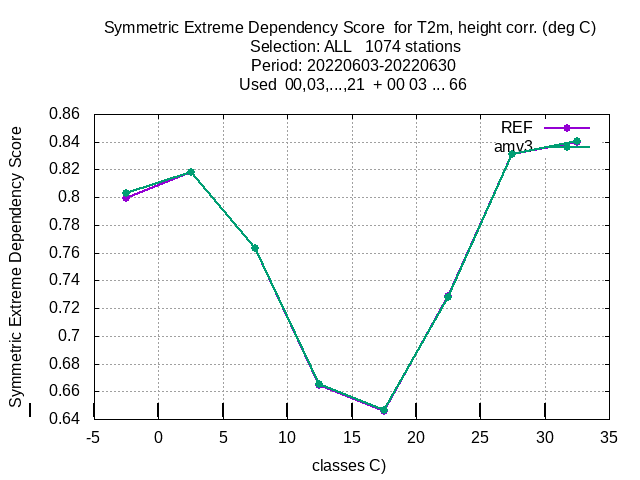 Symmetric Extreme Dependency Score  for T2m, height corr. (deg C)
Selection: ALL   1074 stations
Period: 20220603-20220630
Used  00,03,...,21  + 00 03 ... 66
Symmetric Extreme Dependency Score
0.86
0.84
0.82
0.8
0.78
0.76
0.74
0.72
0.7
0.68
0.66
0.64
REF
amv3
-5 0 5 10 15 20 25 30 35
classes C)